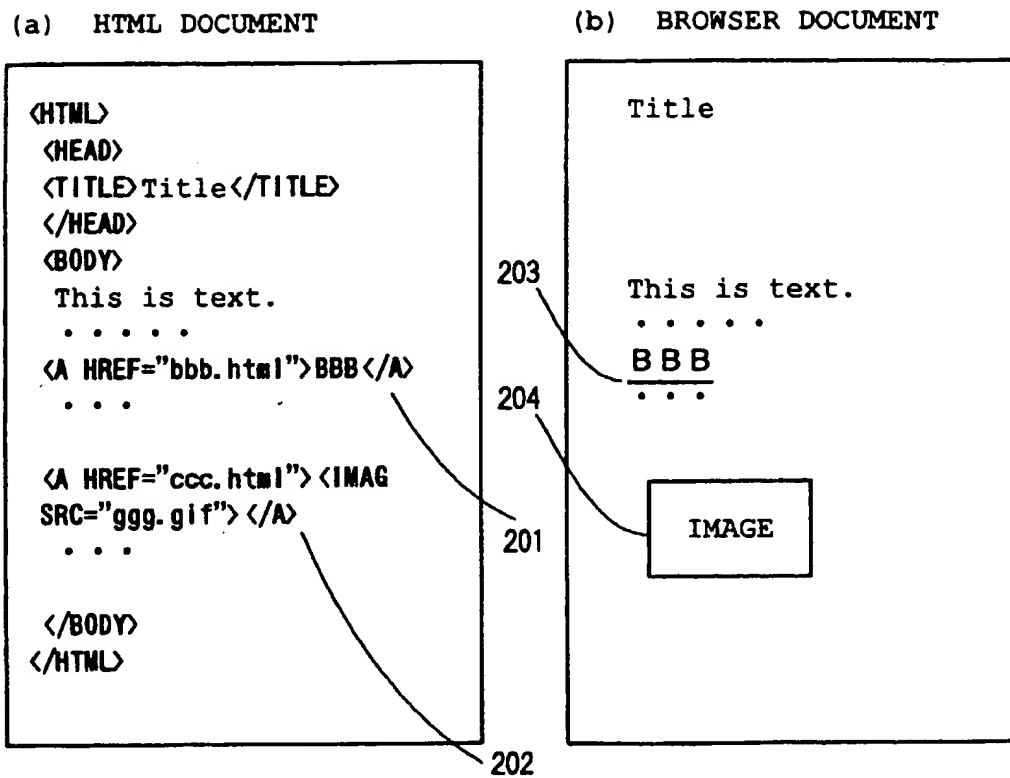 (a) HTML DOCUMENT
<HTML>
<HEAD>
<TITLE>Title</TITLE>
</HEAD>
<BODY>
This is text.
. . . . .
<A HREF="bbb.html">BBB</A>
. . .
<A HREF="ccc.html"><IMAG
SRC="ggg.gif"></A>
. . .
</BODY>
</HTML>
201
202
(b) BROWSER DOCUMENT
Title
203
This is text.
. . . . .
BBB
. . .
204
IMAGE